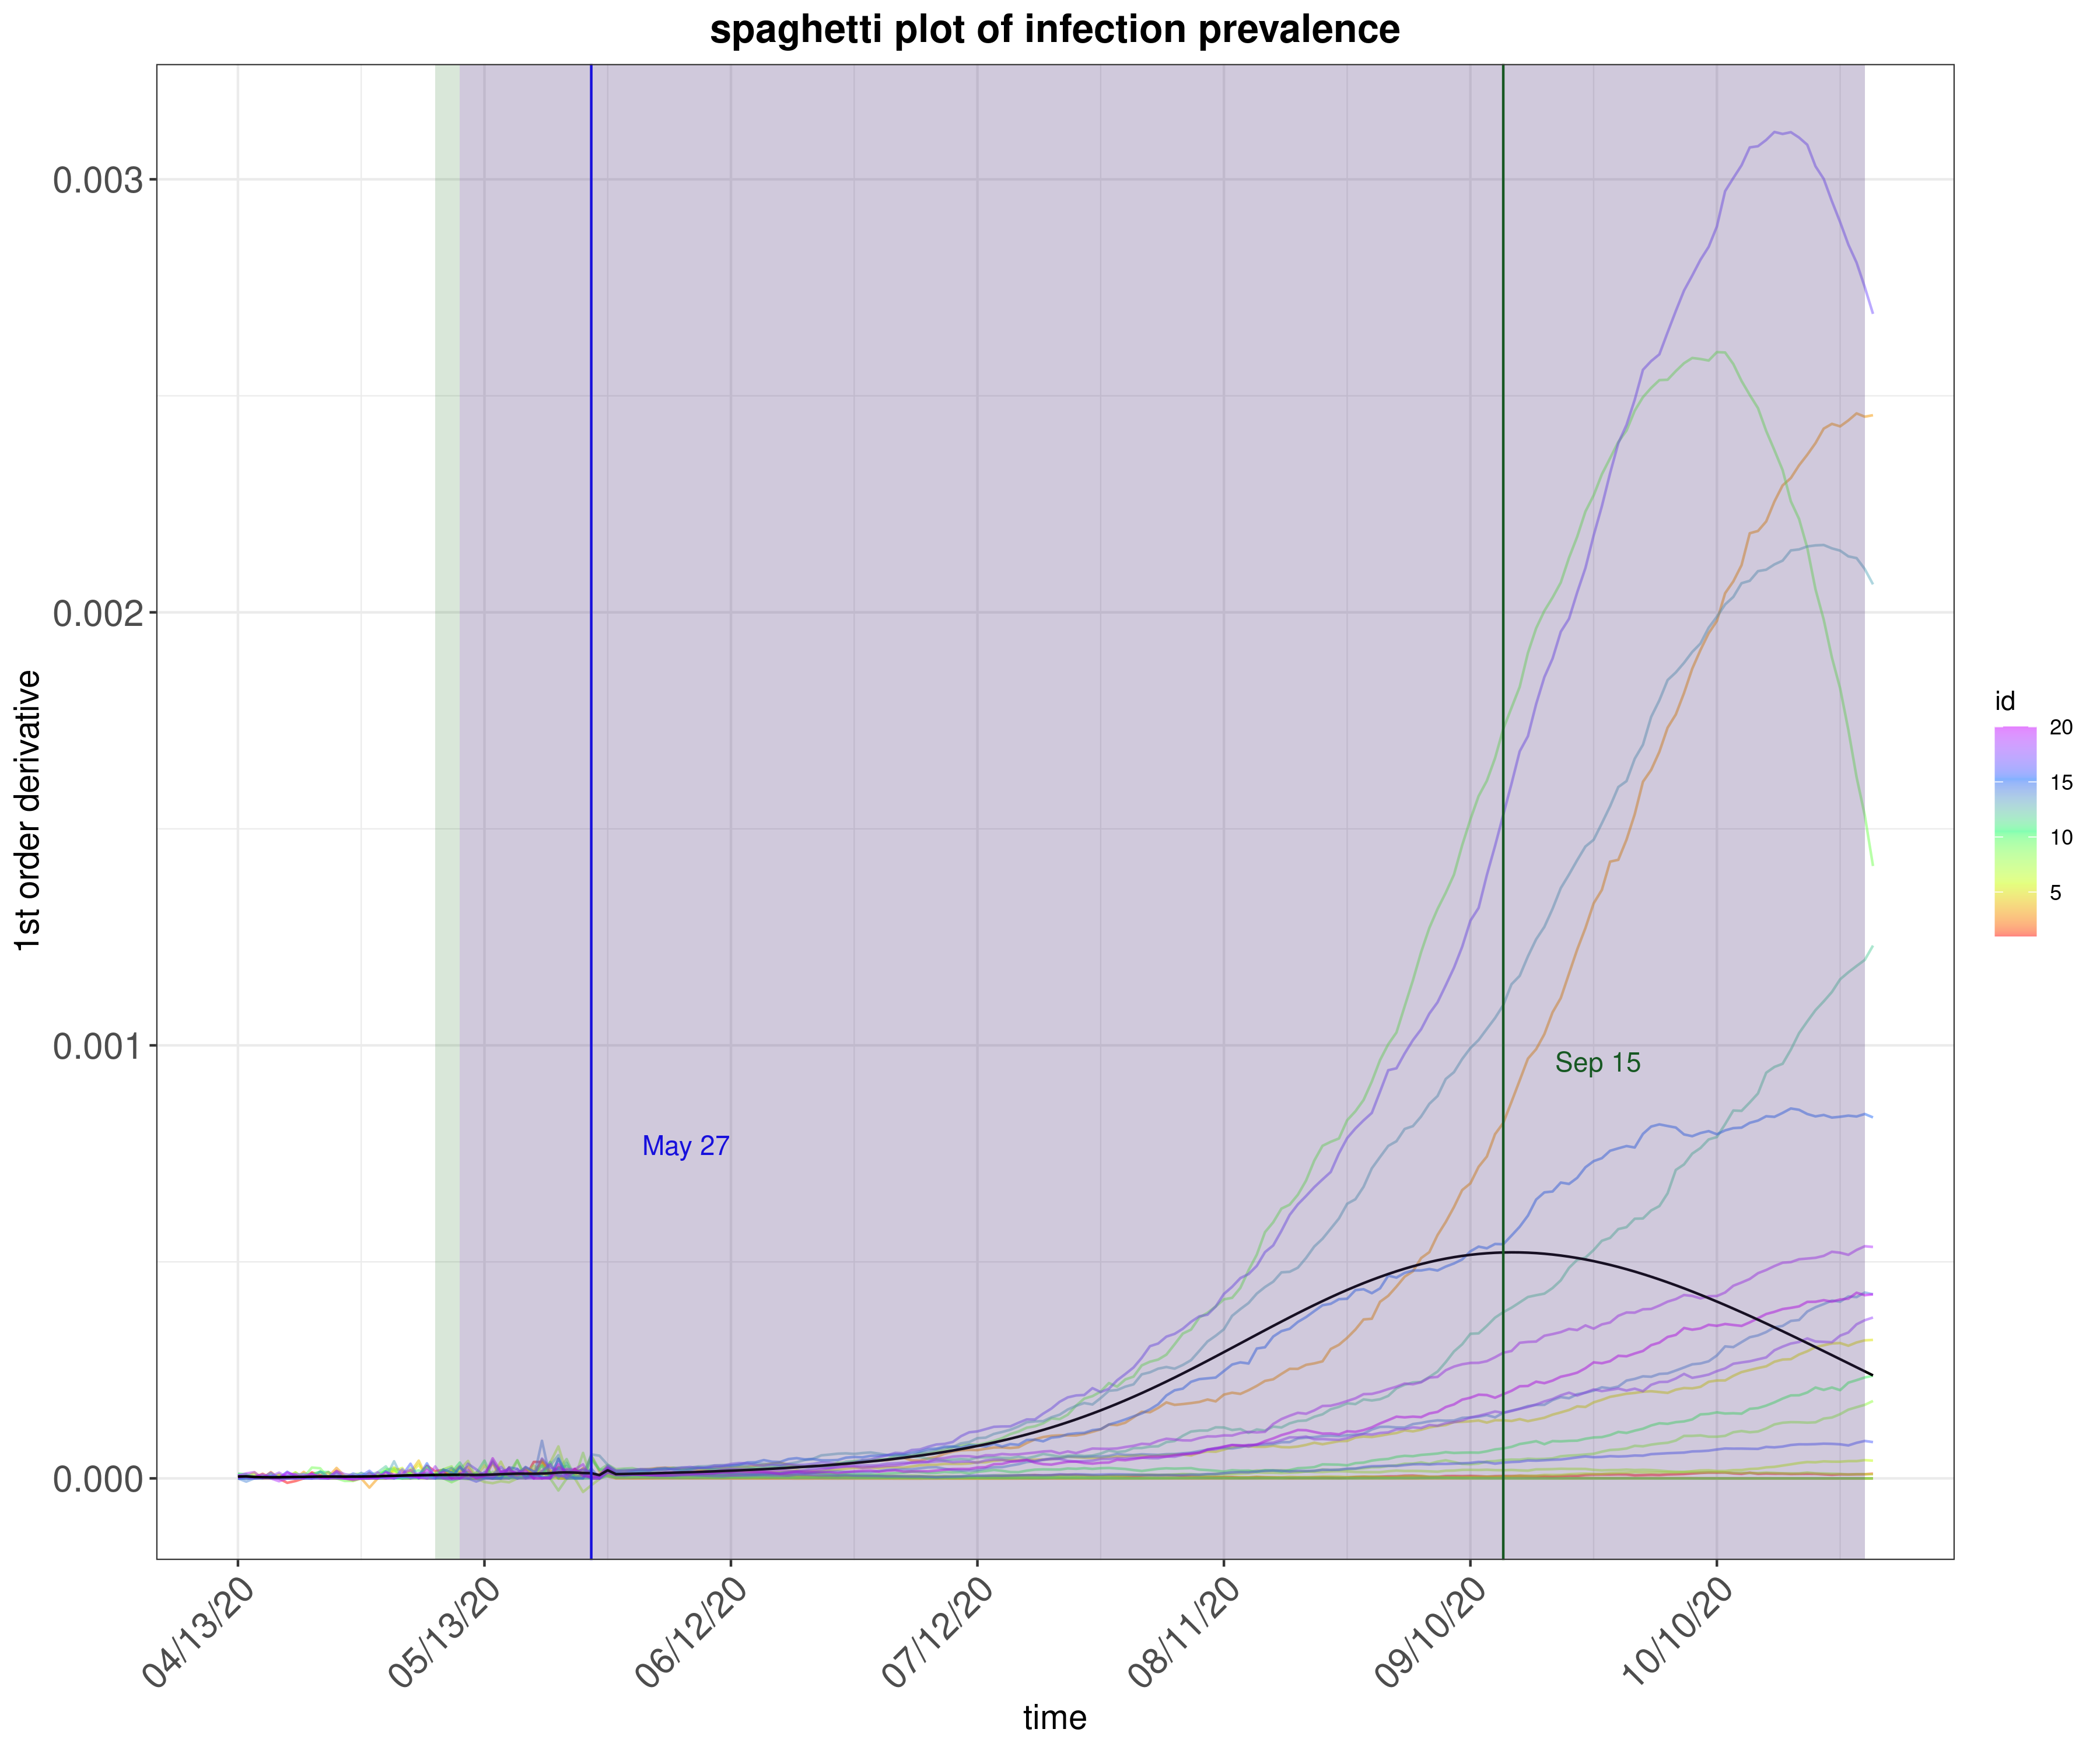 spaghetti plot of infection prevalence
0.003
0.002
0.001
0.000
1st order derivative
May 27
Sep 15
04/13/20
05/13/20
06/12/20
07/12/20
08/11/20
09/10/20
10/10/20
time
id
20
15
10
5